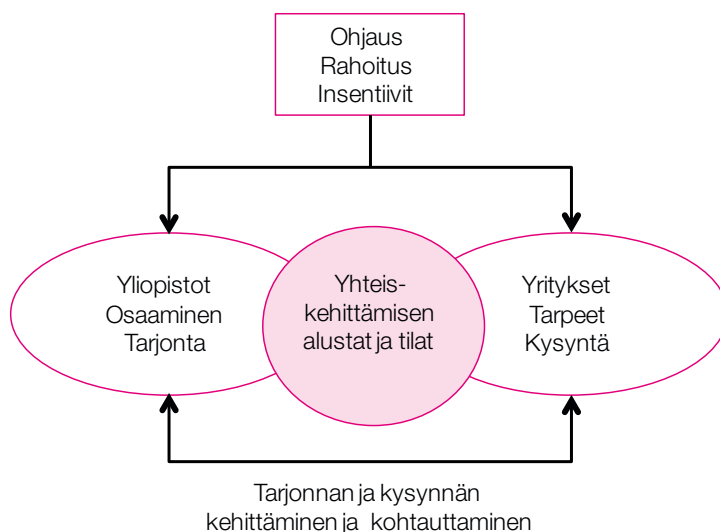 Ohjaus
Rahoitus
Insentiivit
Yliopistot
Osaaminen
Tarjonta
Yhteis-
kehittämisen
alustat ja tilat
Yritykset
Tarpeet
Kysyntä
Tarjonnan ja kysynnän
kehittäminen ja kohtauttaminen